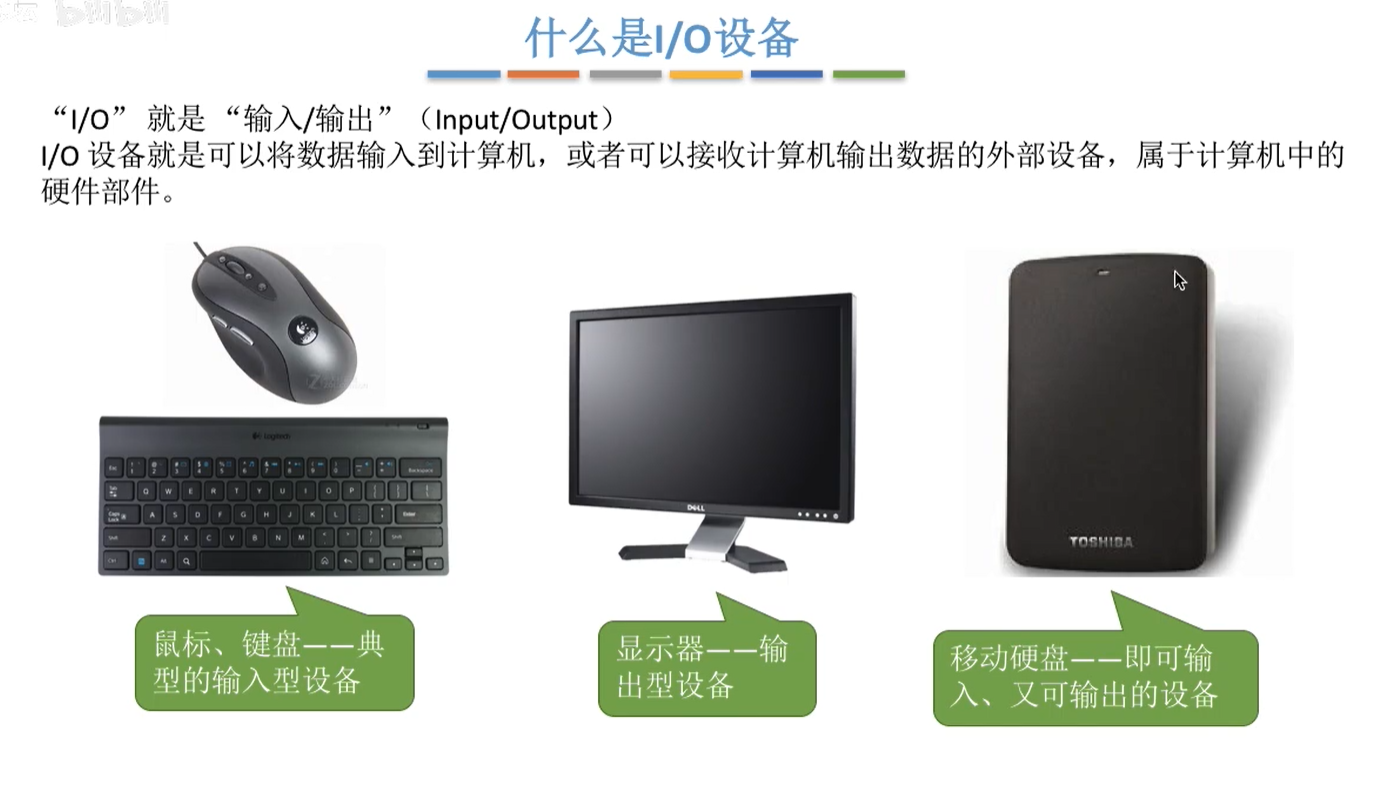 什么是I/O设备
“I/O” 就是 “输入/输出”（Input/Output）
I/O 设备就是可以将数据输入到计算机，或者可以接收计算机输出数据的外部设备，属于计算机中的
硬件部件。
Logitech
Backspace
Q W E R T Y U I O P
A S D F G H J K L
Enter
Z X C V B N M
DELL
TOSHIBA
鼠标、键盘——典
型的输入型设备
显示器——输
出型设备
移动硬盘——即可输
入、又可输出的设备